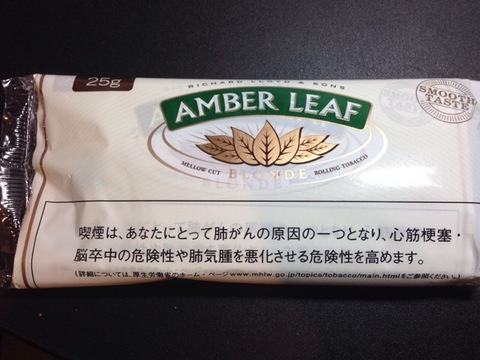 25g
RICHARD LLOYD & SONS
AMBER LEAF
SMOOTH
TASTE
MELLOW CUT
ROLLING TOBACCO
BLONDE
喫煙は、あなたにとって肺がんの原因の一つとなり、心筋梗塞・
脳卒中の危険性や肺気腫を悪化させる危険性を高めます。
(詳細については、厚生労働省のホーム・ページwww.mhlw.go.jp/topics/tobacco/main.htmlをご参照ください。)